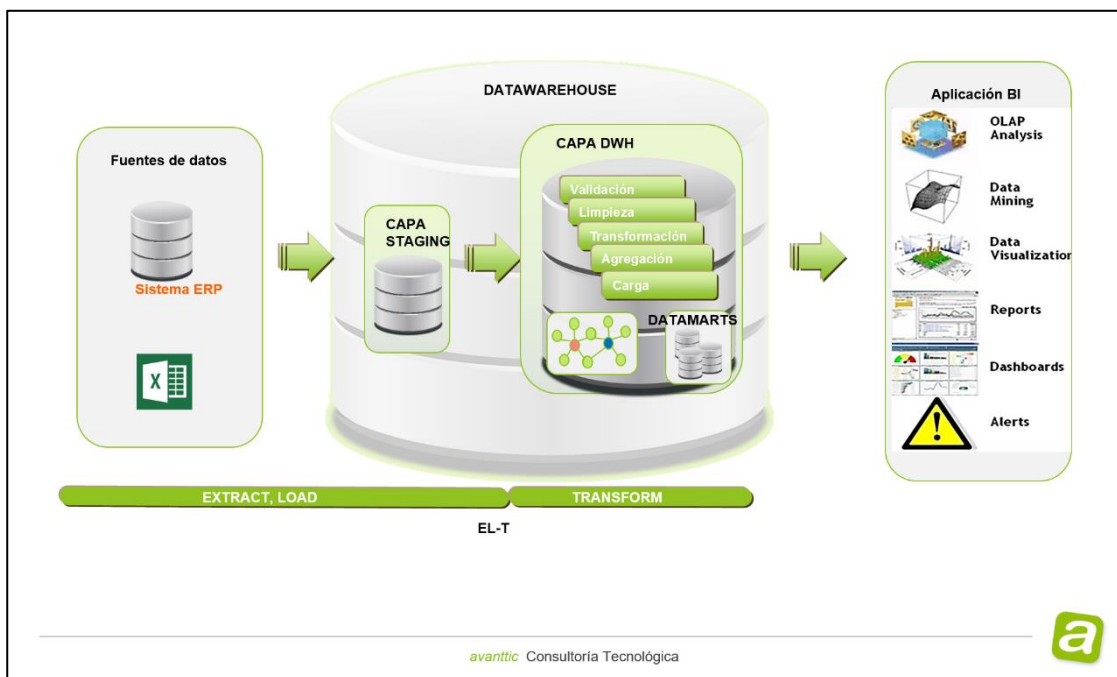 DATAWAREHOUSE
Fuentes de datos
Sistema ERP
CAPA
STAGING
CAPA DWH
Validación
Limpieza
Transformación
Agregación
Carga
DATAMARTS
Aplicación BI
OLAP
Analysis
Data
Mining
Data
Visualization
Reports
Dashboards
Alerts
EXTRACT, LOAD
TRANSFORM
EL-T
avanttic Consultoría Tecnológica
a